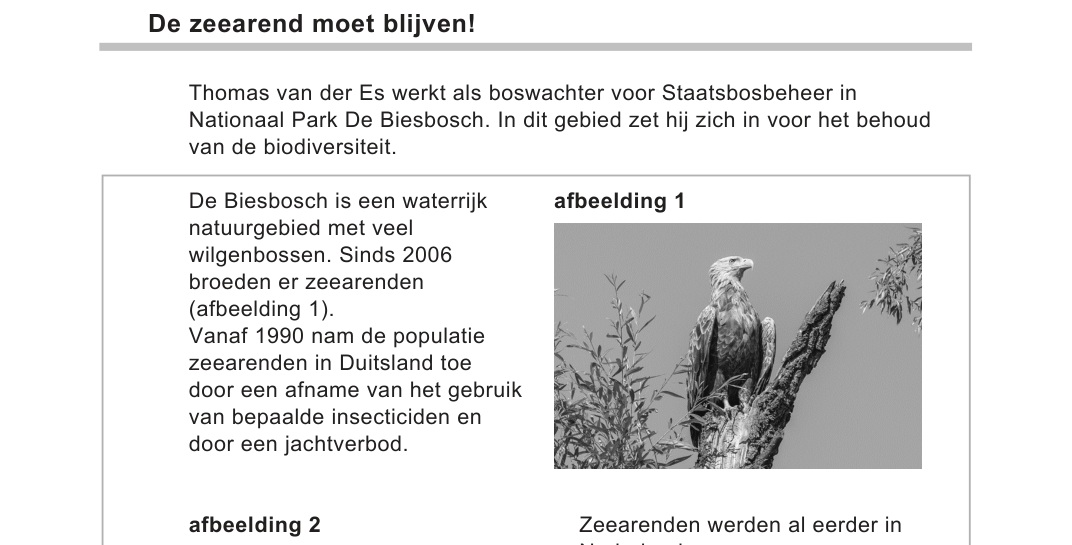 De zeearend moet blijven!
Thomas van der Es werkt als boswachter voor Staatsbosbeheer in
Nationaal Park De Biesbosch. In dit gebied zet hij zich in voor het behoud
van de biodiversiteit.
De Biesbosch is een waterrijk
natuurgebied met veel
wilgenbossen. Sinds 2006
broeden er zeearenden
(afbeelding 1).
Vanaf 1990 nam de populatie
zeearenden in Duitsland toe
door een afname van het gebruik
van bepaalde insecticiden en
door een jachtverbod.
afbeelding 1
afbeelding 2
Zeearenden werden al eerder in